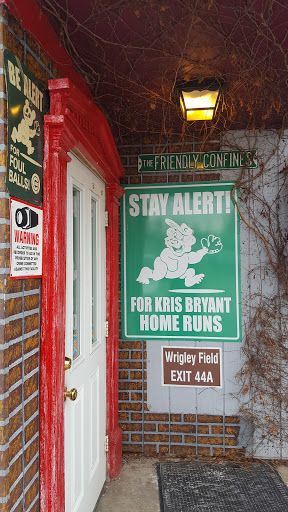 BE ALERT
FOR
FOUL
BALLS!
WARNING
THE FRIENDLY CONFINES
STAY ALERT!
FOR KRIS BRYANT
HOME RUNS
Wrigley Field
EXIT 44A